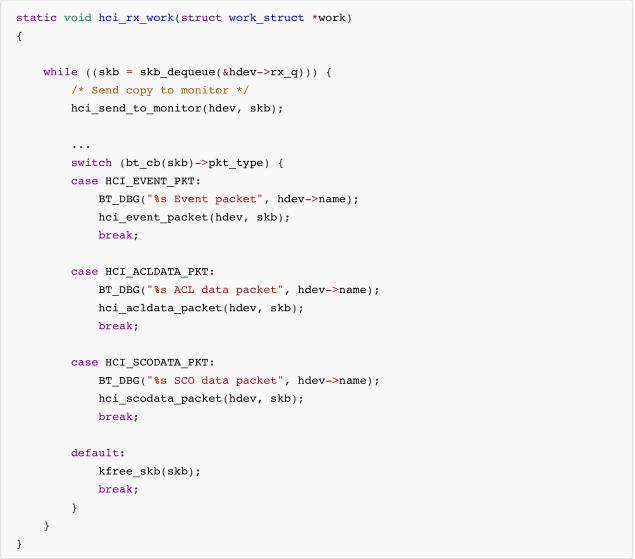 static void hci_rx_work(struct work_struct *work)
{
    while ((skb = skb_dequeue(&hdev->rx_q))) {
        /* Send copy to monitor */
        hci_send_to_monitor(hdev, skb);
        ...
        switch (bt_cb(skb)->pkt_type) {
        case HCI_EVENT_PKT:
            BT_DBG("%s Event packet", hdev->name);
            hci_event_packet(hdev, skb);
            break;
        case HCI_ACLDATA_PKT:
            BT_DBG("%s ACL data packet", hdev->name);
            hci_acldata_packet(hdev, skb);
            break;
        case HCI_SCODATA_PKT:
            BT_DBG("%s SCO data packet", hdev->name);
            hci_scodata_packet(hdev, skb);
            break;
        default:
            kfree_skb(skb);
            break;
        }
    }
}